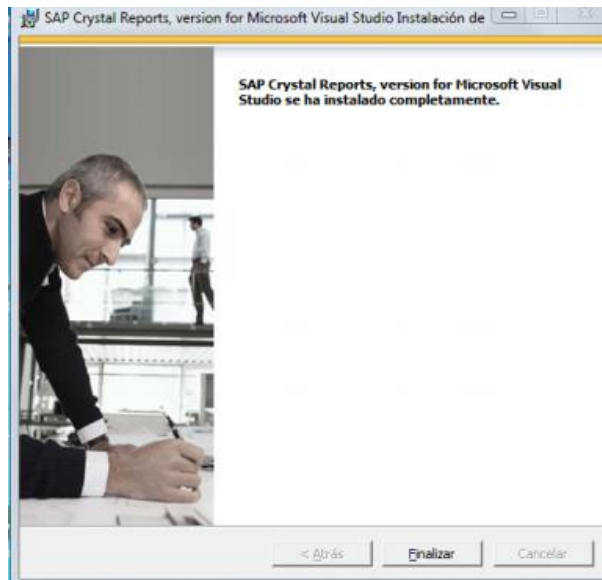 SAP Crystal Reports, version for Microsoft Visual Studio Instalación de
SAP Crystal Reports, version for Microsoft Visual
Studio se ha instalado completamente.
< Atrás
Finalizar
Cancelar